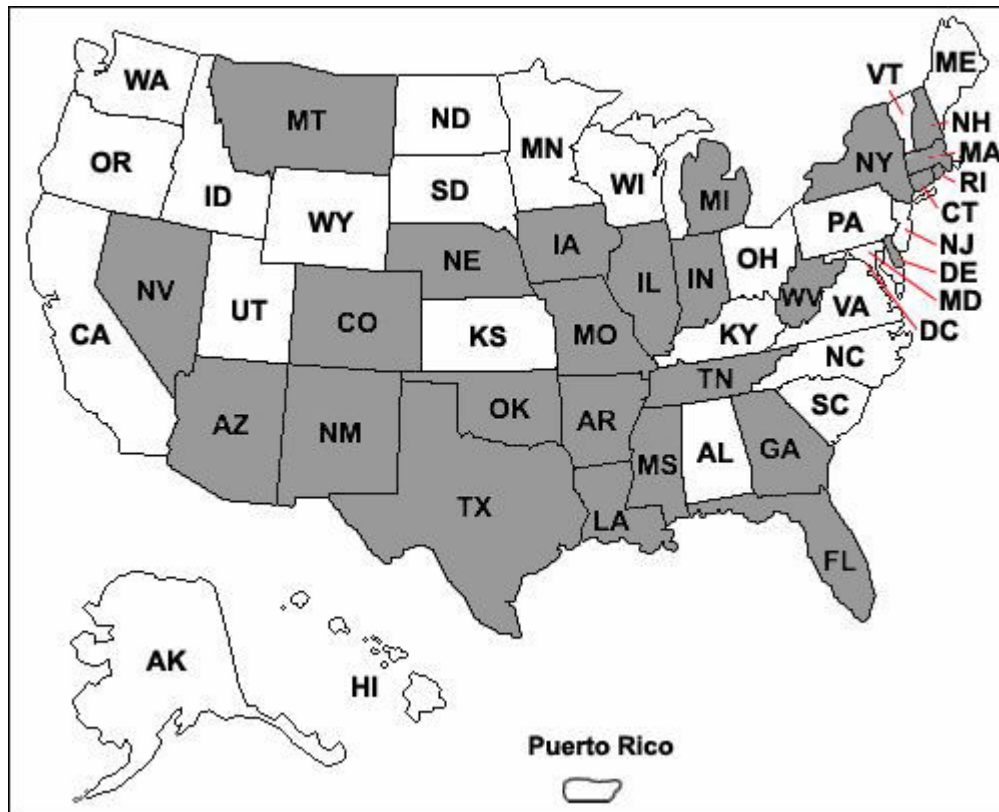 WA
MT
ND
MN
VT
ME
OR
ID
WY
SD
WI
MI
NY
NH
MA
RI
CT
NJ
DE
MD
DC
PA
NV
UT
CO
NE
IA
IL
IN
OH
WV
VA
CA
KS
MO
KY
NC
AZ
NM
OK
AR
TN
SC
TX
LA
MS
AL
GA
FL
AK
HI
Puerto Rico